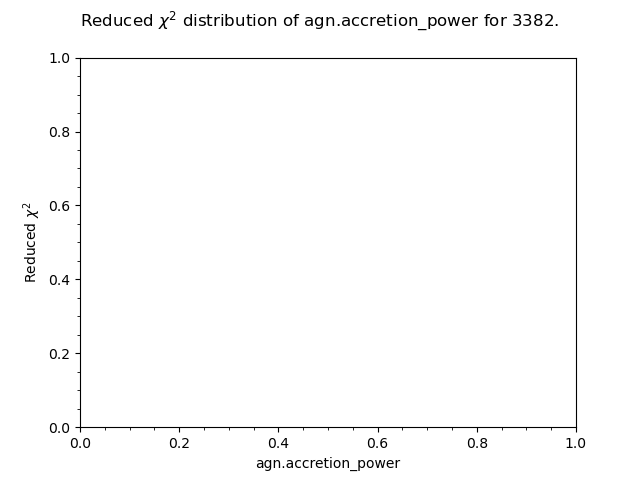 Reduced χ² distribution of agn.accretion_power for 3382.
1.0
0.8
0.6
0.4
0.2
0.0
Reduced χ²
0.0 0.2 0.4 0.6 0.8 1.0
agn.accretion_power